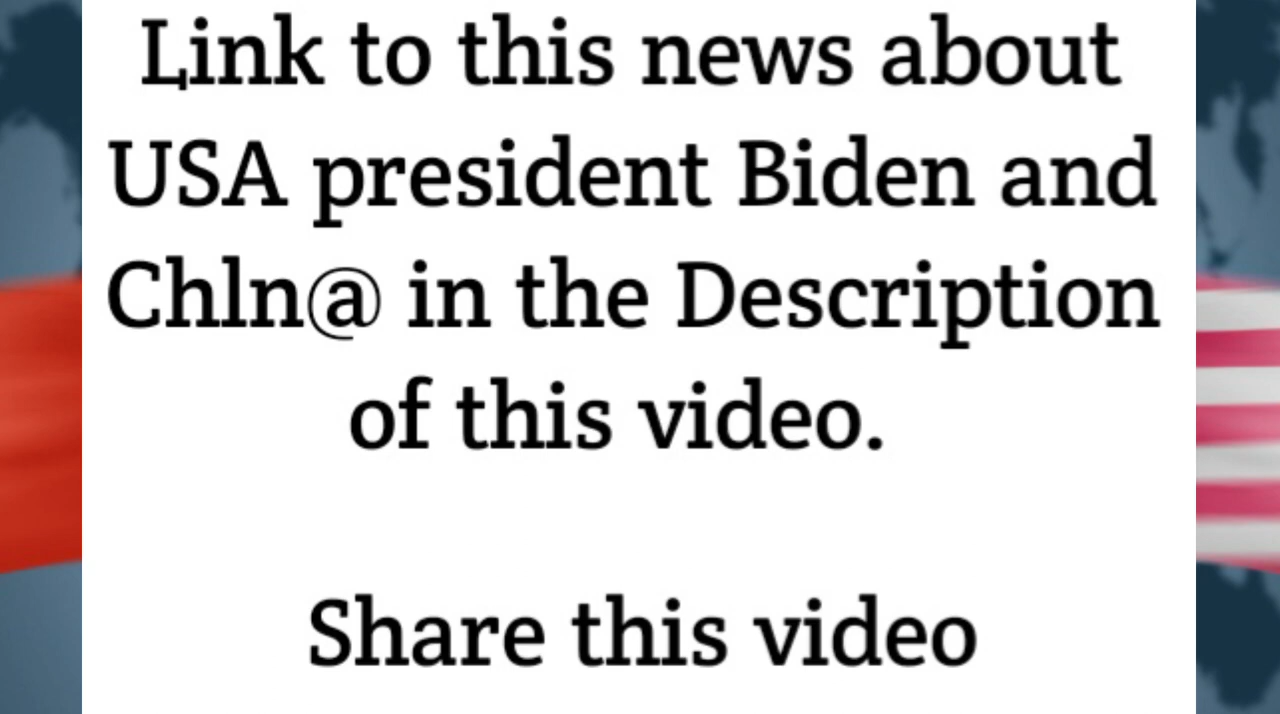 Link to this news about
USA president Biden and
Chln@ in the Description
of this video.
Share this video